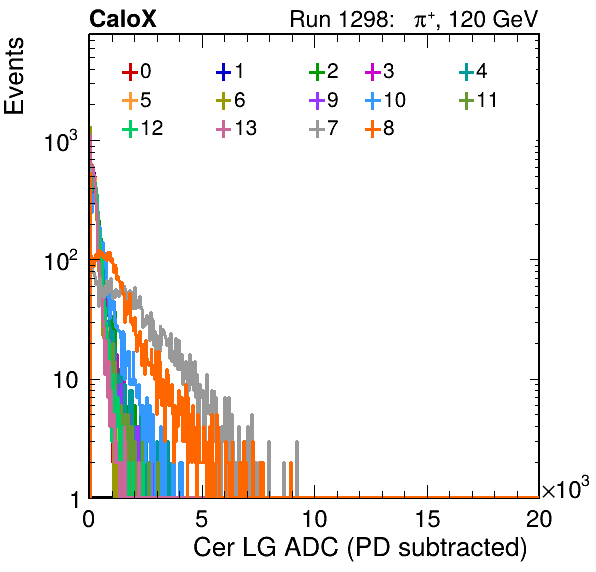 CaloX Run 1298: π⁺, 120 GeV
Events
0 1 2 3 4
5 6 9 10 11
12 13 7 8
10³
10²
10
1
0 5 10 15 20
×10³
Cer LG ADC (PD subtracted)